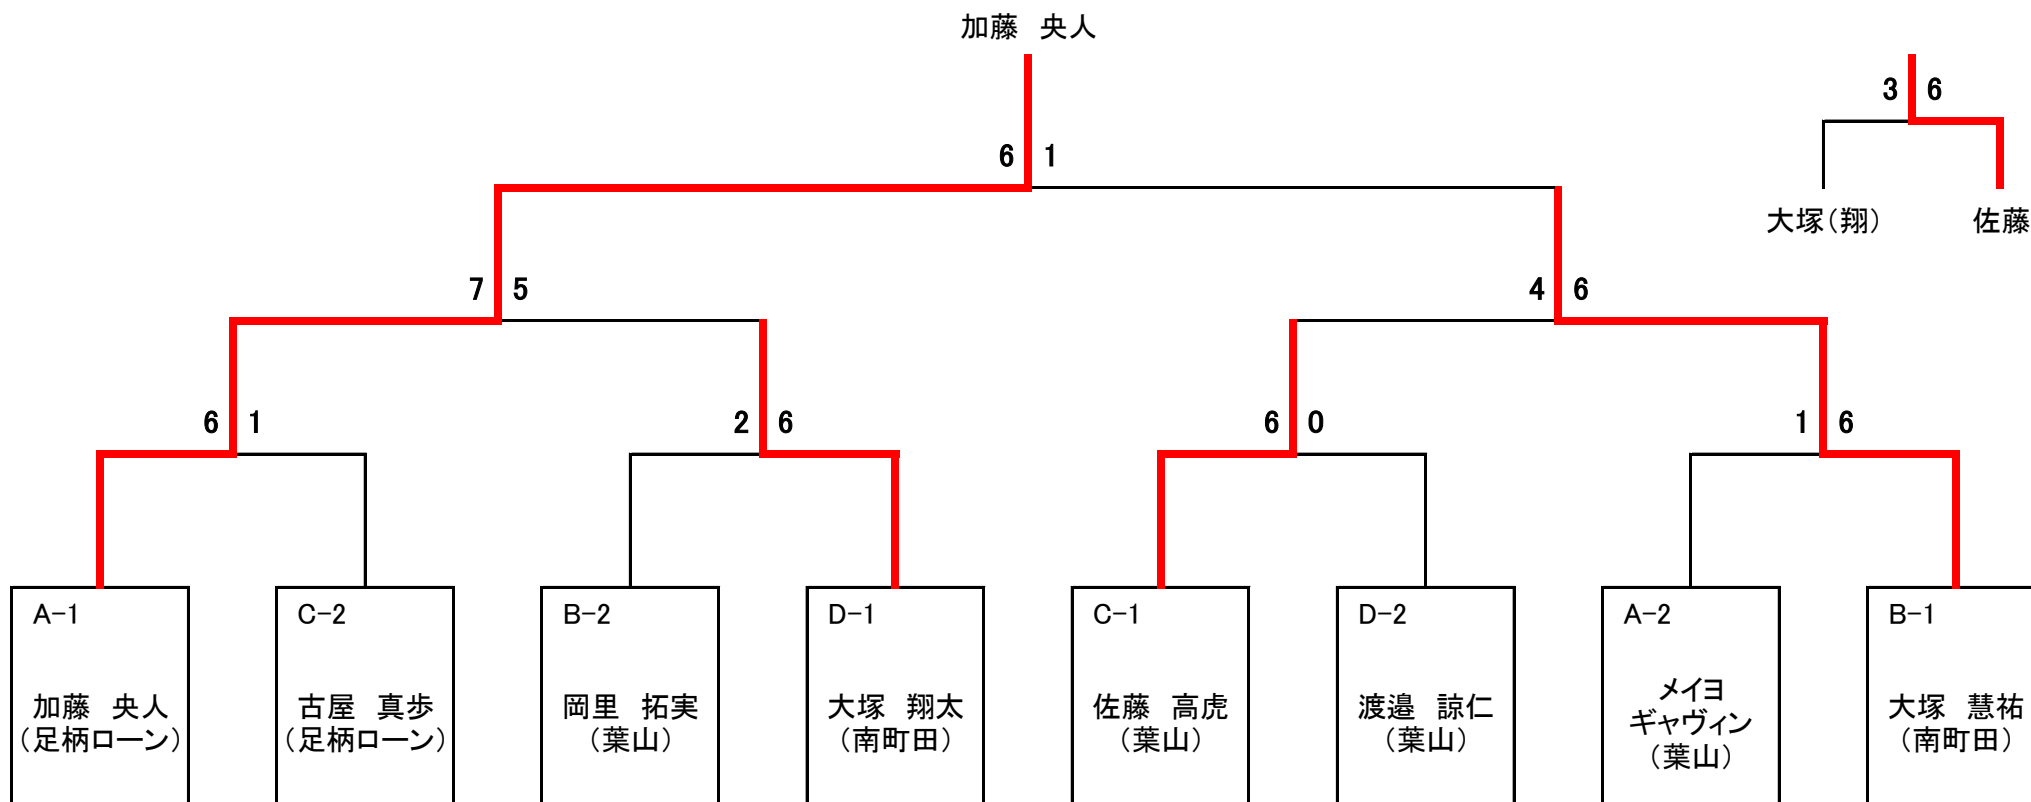 加藤　央人
3 6
6 1
大塚(翔) 佐藤
7 5
4 6
6 1
2 6
6 0
1 6
A-1
加藤　央人
(足柄ローン)
C-2
古屋　真歩
(足柄ローン)
B-2
岡里　拓実
(葉山)
D-1
大塚　翔太
(南町田)
C-1
佐藤　高虎
(葉山)
D-2
渡邉　諒仁
(葉山)
A-2
メイヨ
ギャヴィン
(葉山)
B-1
大塚　慧祐
(南町田)